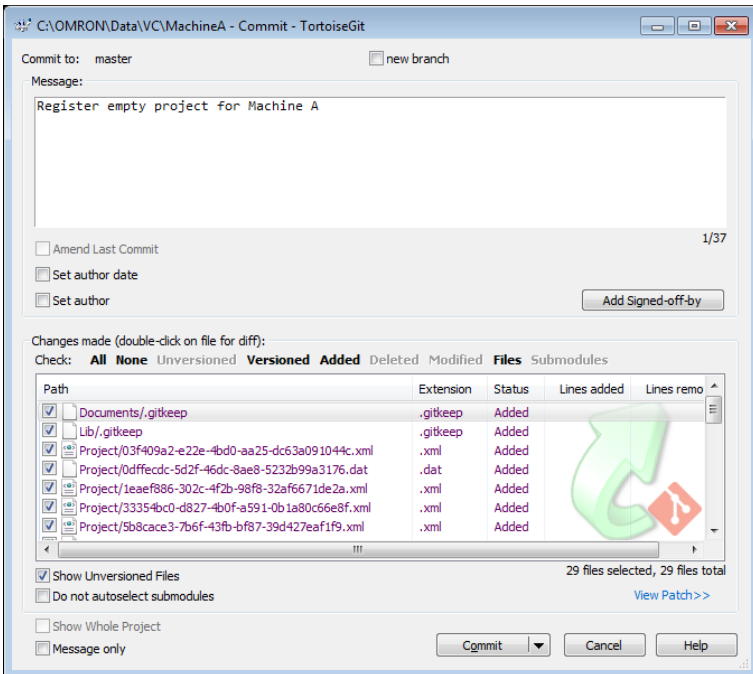 C:\OMRON\Data\VC\MachineA - Commit - TortoiseGit
Commit to: master new branch
Message:
Register empty project for Machine A
1/37
Amend Last Commit
Set author date
Set author Add Signed-off-by
Changes made (double-click on file for diff):
Check: All None Unversioned Versioned Added Deleted Modified Files Submodules
Path Extension Status Lines added Lines remo
Documents/.gitkeep .gitkeep Added
Lib/.gitkeep .gitkeep Added
Project/03f409a2-e22e-4bd0-aa25-dc63a091044c.xml .xml Added
Project/0dffecdc-5d2f-46dc-8ae8-5232b99a3176.dat .dat Added
Project/1eaef886-302c-4f2b-98f8-32af6671de2a.xml .xml Added
Project/33354bc0-d827-4b0f-a591-0b1a80c66e8f.xml .xml Added
Project/5b8cace3-7b6f-43fb-bf87-39d427eaf1f9.xml .xml Added
Show Unversioned Files 29 files selected, 29 files total
Do not autoselect submodules View Patch>>
Show Whole Project
Message only Commit Cancel Help